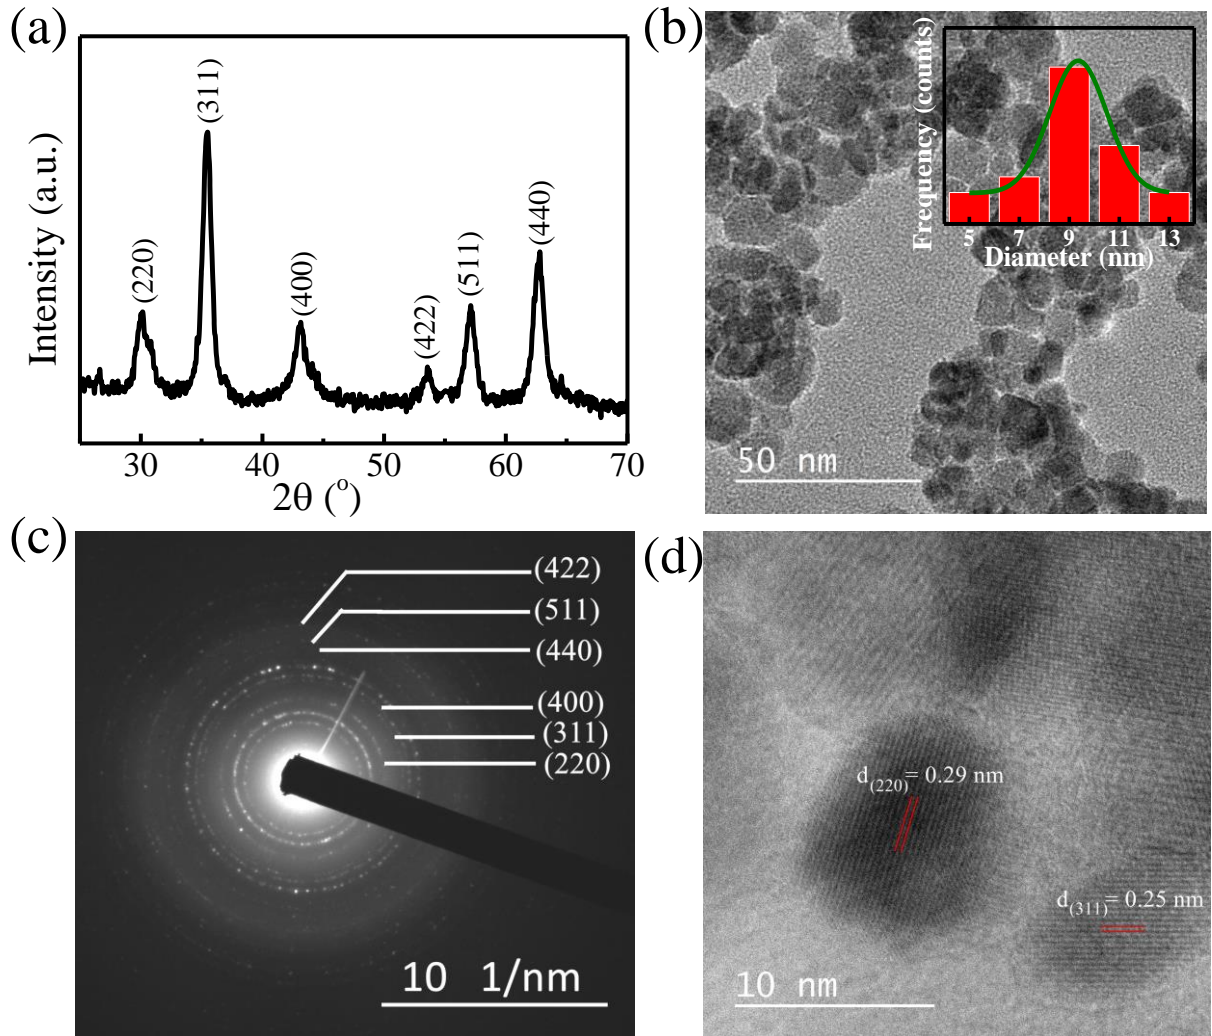 (a)
Intensity (a.u.)
(220)
(311)
(400)
(422)
(511)
(440)
30 40 50 60 70
2θ (°)
(b)
Frequency (counts)
5 7 9 11 13
Diameter (nm)
50 nm
(c)
(422)
(511)
(440)
(400)
(311)
(220)
10 1/nm
(d)
d(220)= 0.29 nm
d(311)= 0.25 nm
10 nm